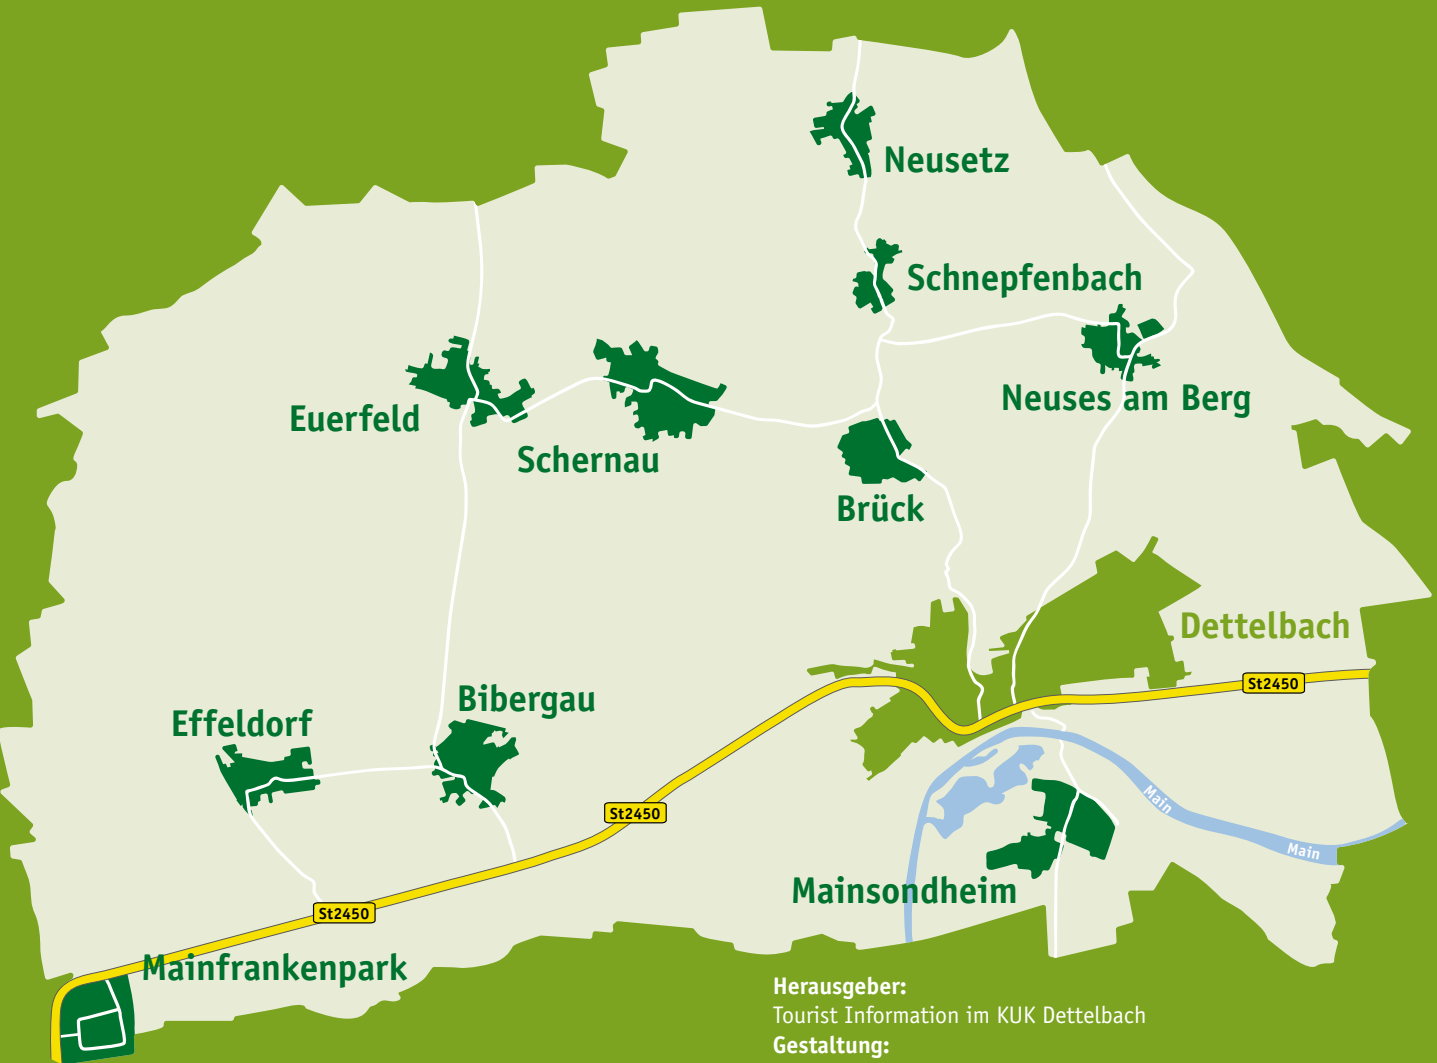 Neusetz
Schnepfenbach
Neuses am Berg
Euerfeld
Schernau
Brück
Dettelbach
St2450
Bibergau
Effeldorf
St2450
Main
Main
Mainsondheim
St2450
Mainfrankenpark
Herausgeber:
Tourist Information im KUK Dettelbach
Gestaltung: